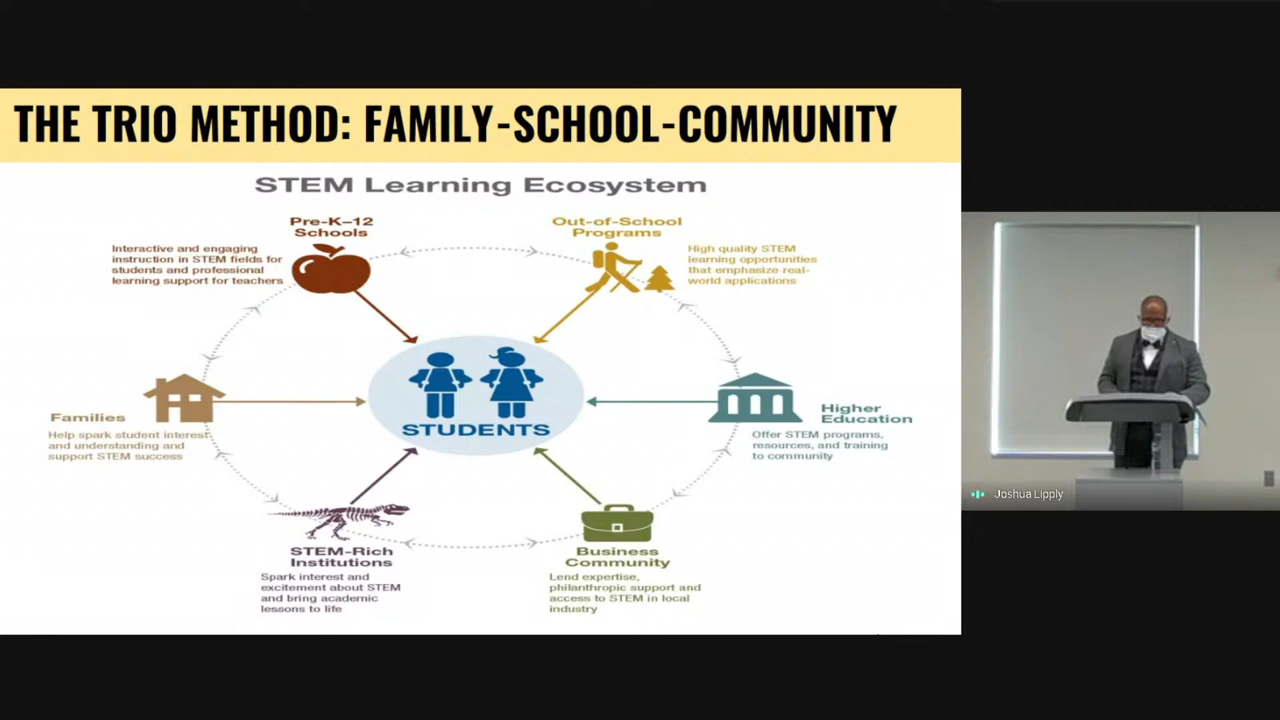 THE TRIO METHOD: FAMILY-SCHOOL-COMMUNITY
STEM Learning Ecosystem
Pre-K–12
Schools
Interactive and engaging
instruction in STEM fields for
students and professional
learning support for teachers
Out-of-School
Programs
High quality STEM
learning opportunities
that emphasize real-
world applications
Families
Help spark student interest
and understanding and
support STEM success
STUDENTS
Higher
Education
Offer STEM programs,
resources, and training
to community
STEM-Rich
Institutions
Spark interest and
excitement about STEM
and bring academic
lessons to life
Business
Community
Lend expertise,
philanthropic support and
access to STEM in local
industry
Joshua Lipply